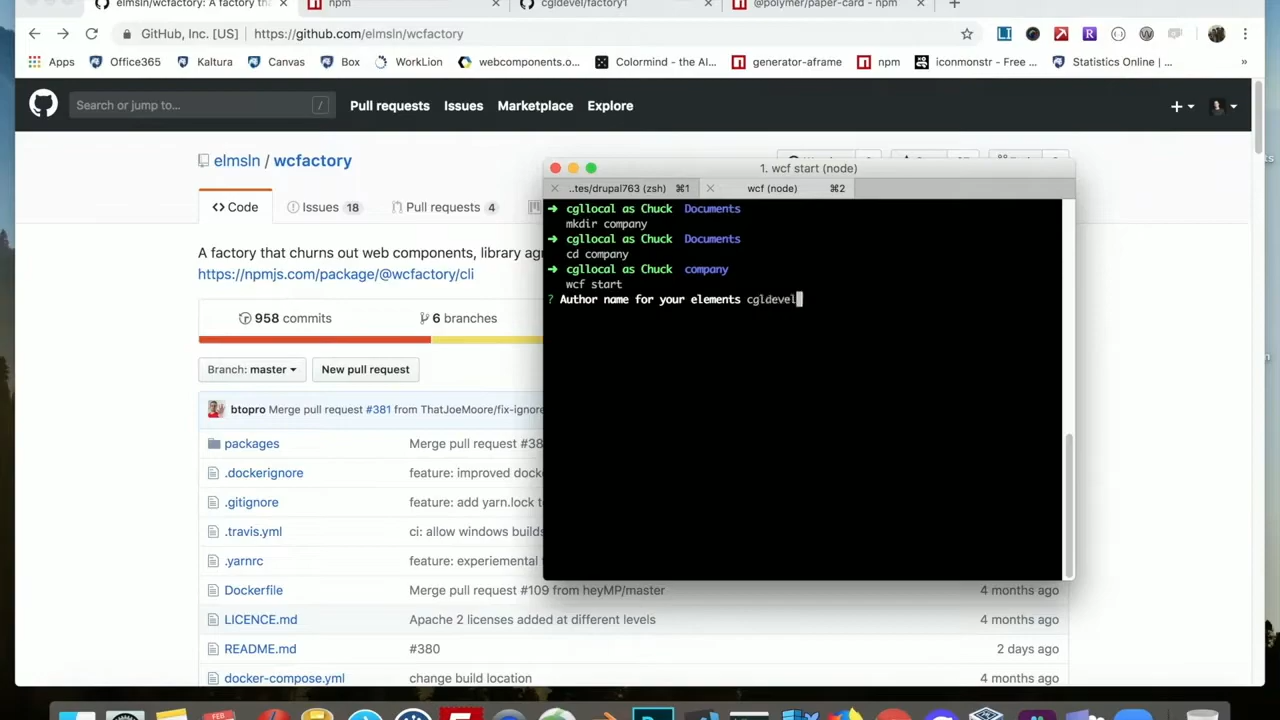 elmsln/wcfactory: A factory tha
npm
cgldevel/factory1
@polymer/paper-card - npm
GitHub, Inc. [US]
https://github.com/elmsln/wcfactory
Apps
Office365
Kaltura
Canvas
Box
WorkLion
webcomponents.o...
Colormind - the AI...
generator-aframe
npm
iconmonstr - Free ...
Statistics Online | ...
»
Search or jump to...
/
Pull requests
Issues
Marketplace
Explore
elmsln / wcfactory
Code
Issues 18
Pull requests 4
A factory that churns out web components, library agn
https://npmjs.com/package/@wcfactory/cli
958 commits
6 branches
Branch: master
New pull request
btopro Merge pull request #381 from ThatJoeMoore/fix-ignore
packages
Merge pull request #38
.dockerignore
feature: improved dock
.gitignore
feature: add yarn.lock t
.travis.yml
ci: allow windows builds
.yarnrc
feature: experiemental
Dockerfile
Merge pull request #109 from heyMP/master
4 months ago
LICENCE.md
Apache 2 licenses added at different levels
4 months ago
README.md
#380
2 days ago
docker-compose.yml
change build location
4 months ago
1. wcf start (node)
..tes/drupal763 (zsh) ⌘1
wcf (node) ⌘2
➜ cgllocal as Chuck Documents
mkdir company
➜ cgllocal as Chuck Documents
cd company
➜ cgllocal as Chuck company
wcf start
? Author name for your elements cgldevel
FEB